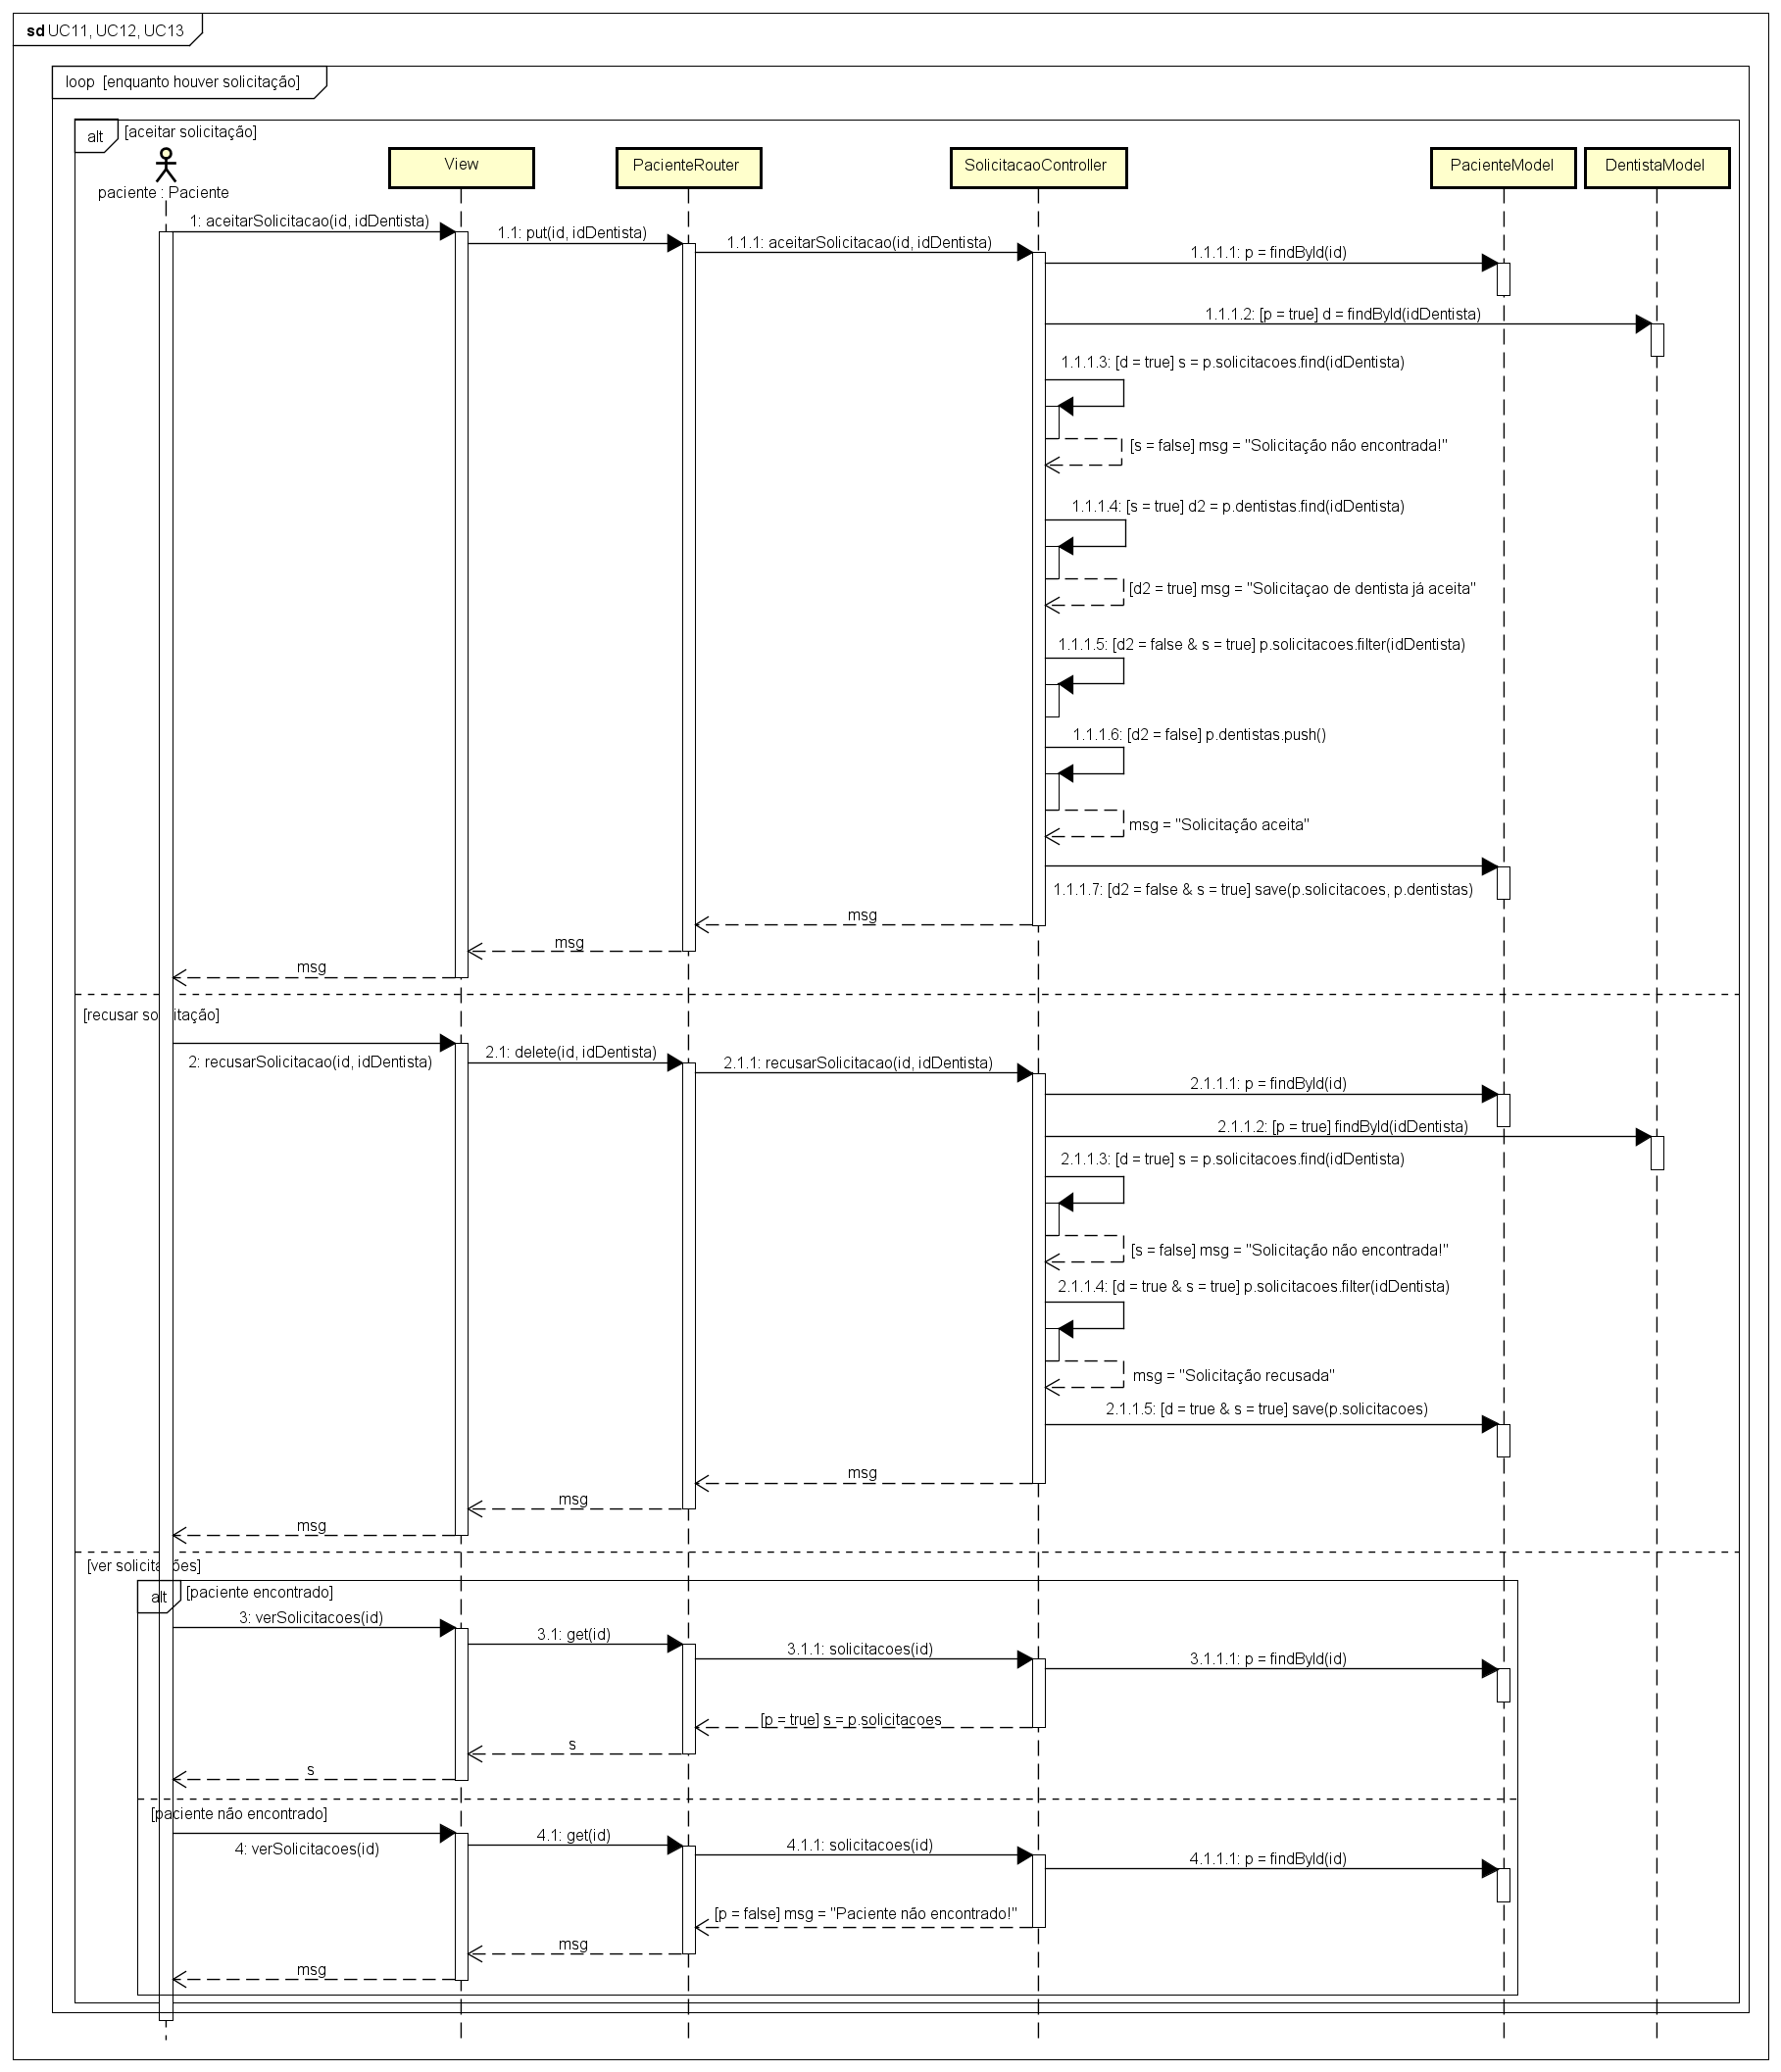 sd UC11, UC12, UC13
loop [enquanto houver solicitação]
alt [aceitar solicitação]
paciente : Paciente
View
PacienteRouter
SolicitacaoController
PacienteModel
DentistaModel
1: aceitarSolicitacao(id, idDentista)
1.1: put(id, idDentista)
1.1.1: aceitarSolicitacao(id, idDentista)
1.1.1.1: p = findById(id)
1.1.1.2: [p = true] d = findById(idDentista)
1.1.1.3: [d = true] s = p.solicitacoes.find(idDentista)
[s = false] msg = "Solicitação não encontrada!"
1.1.1.4: [s = true] d2 = p.dentistas.find(idDentista)
[d2 = true] msg = "Solicitaçao de dentista já aceita"
1.1.1.5: [d2 = false & s = true] p.solicitacoes.filter(idDentista)
1.1.1.6: [d2 = false] p.dentistas.push()
msg = "Solicitação aceita"
1.1.1.7: [d2 = false & s = true] save(p.solicitacoes, p.dentistas)
msg
msg
msg
[recusar solicitação]
2: recusarSolicitacao(id, idDentista)
2.1: delete(id, idDentista)
2.1.1: recusarSolicitacao(id, idDentista)
2.1.1.1: p = findById(id)
2.1.1.2: [p = true] findById(idDentista)
2.1.1.3: [d = true] s = p.solicitacoes.find(idDentista)
[s = false] msg = "Solicitação não encontrada!"
2.1.1.4: [d = true & s = true] p.solicitacoes.filter(idDentista)
msg = "Solicitação recusada"
2.1.1.5: [d = true & s = true] save(p.solicitacoes)
msg
msg
msg
[ver solicitações]
alt [paciente encontrado]
3: verSolicitacoes(id)
3.1: get(id)
3.1.1: solicitacoes(id)
3.1.1.1: p = findById(id)
[p = true] s = p.solicitacoes
s
s
[paciente não encontrado]
4: verSolicitacoes(id)
4.1: get(id)
4.1.1: solicitacoes(id)
4.1.1.1: p = findById(id)
[p = false] msg = "Paciente não encontrado!"
msg
msg